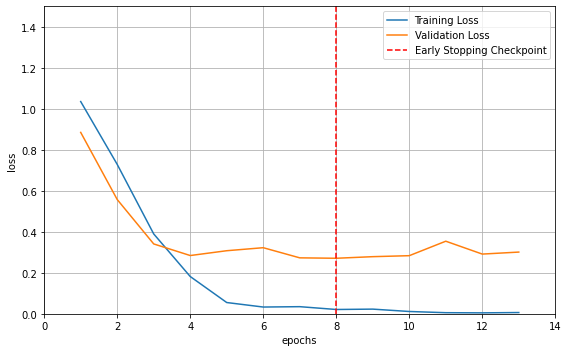 Training Loss
Validation Loss
Early Stopping Checkpoint
1.4
1.2
1.0
0.8
0.6
0.4
0.2
0.0
loss
0 2 4 6 8 10 12 14
epochs